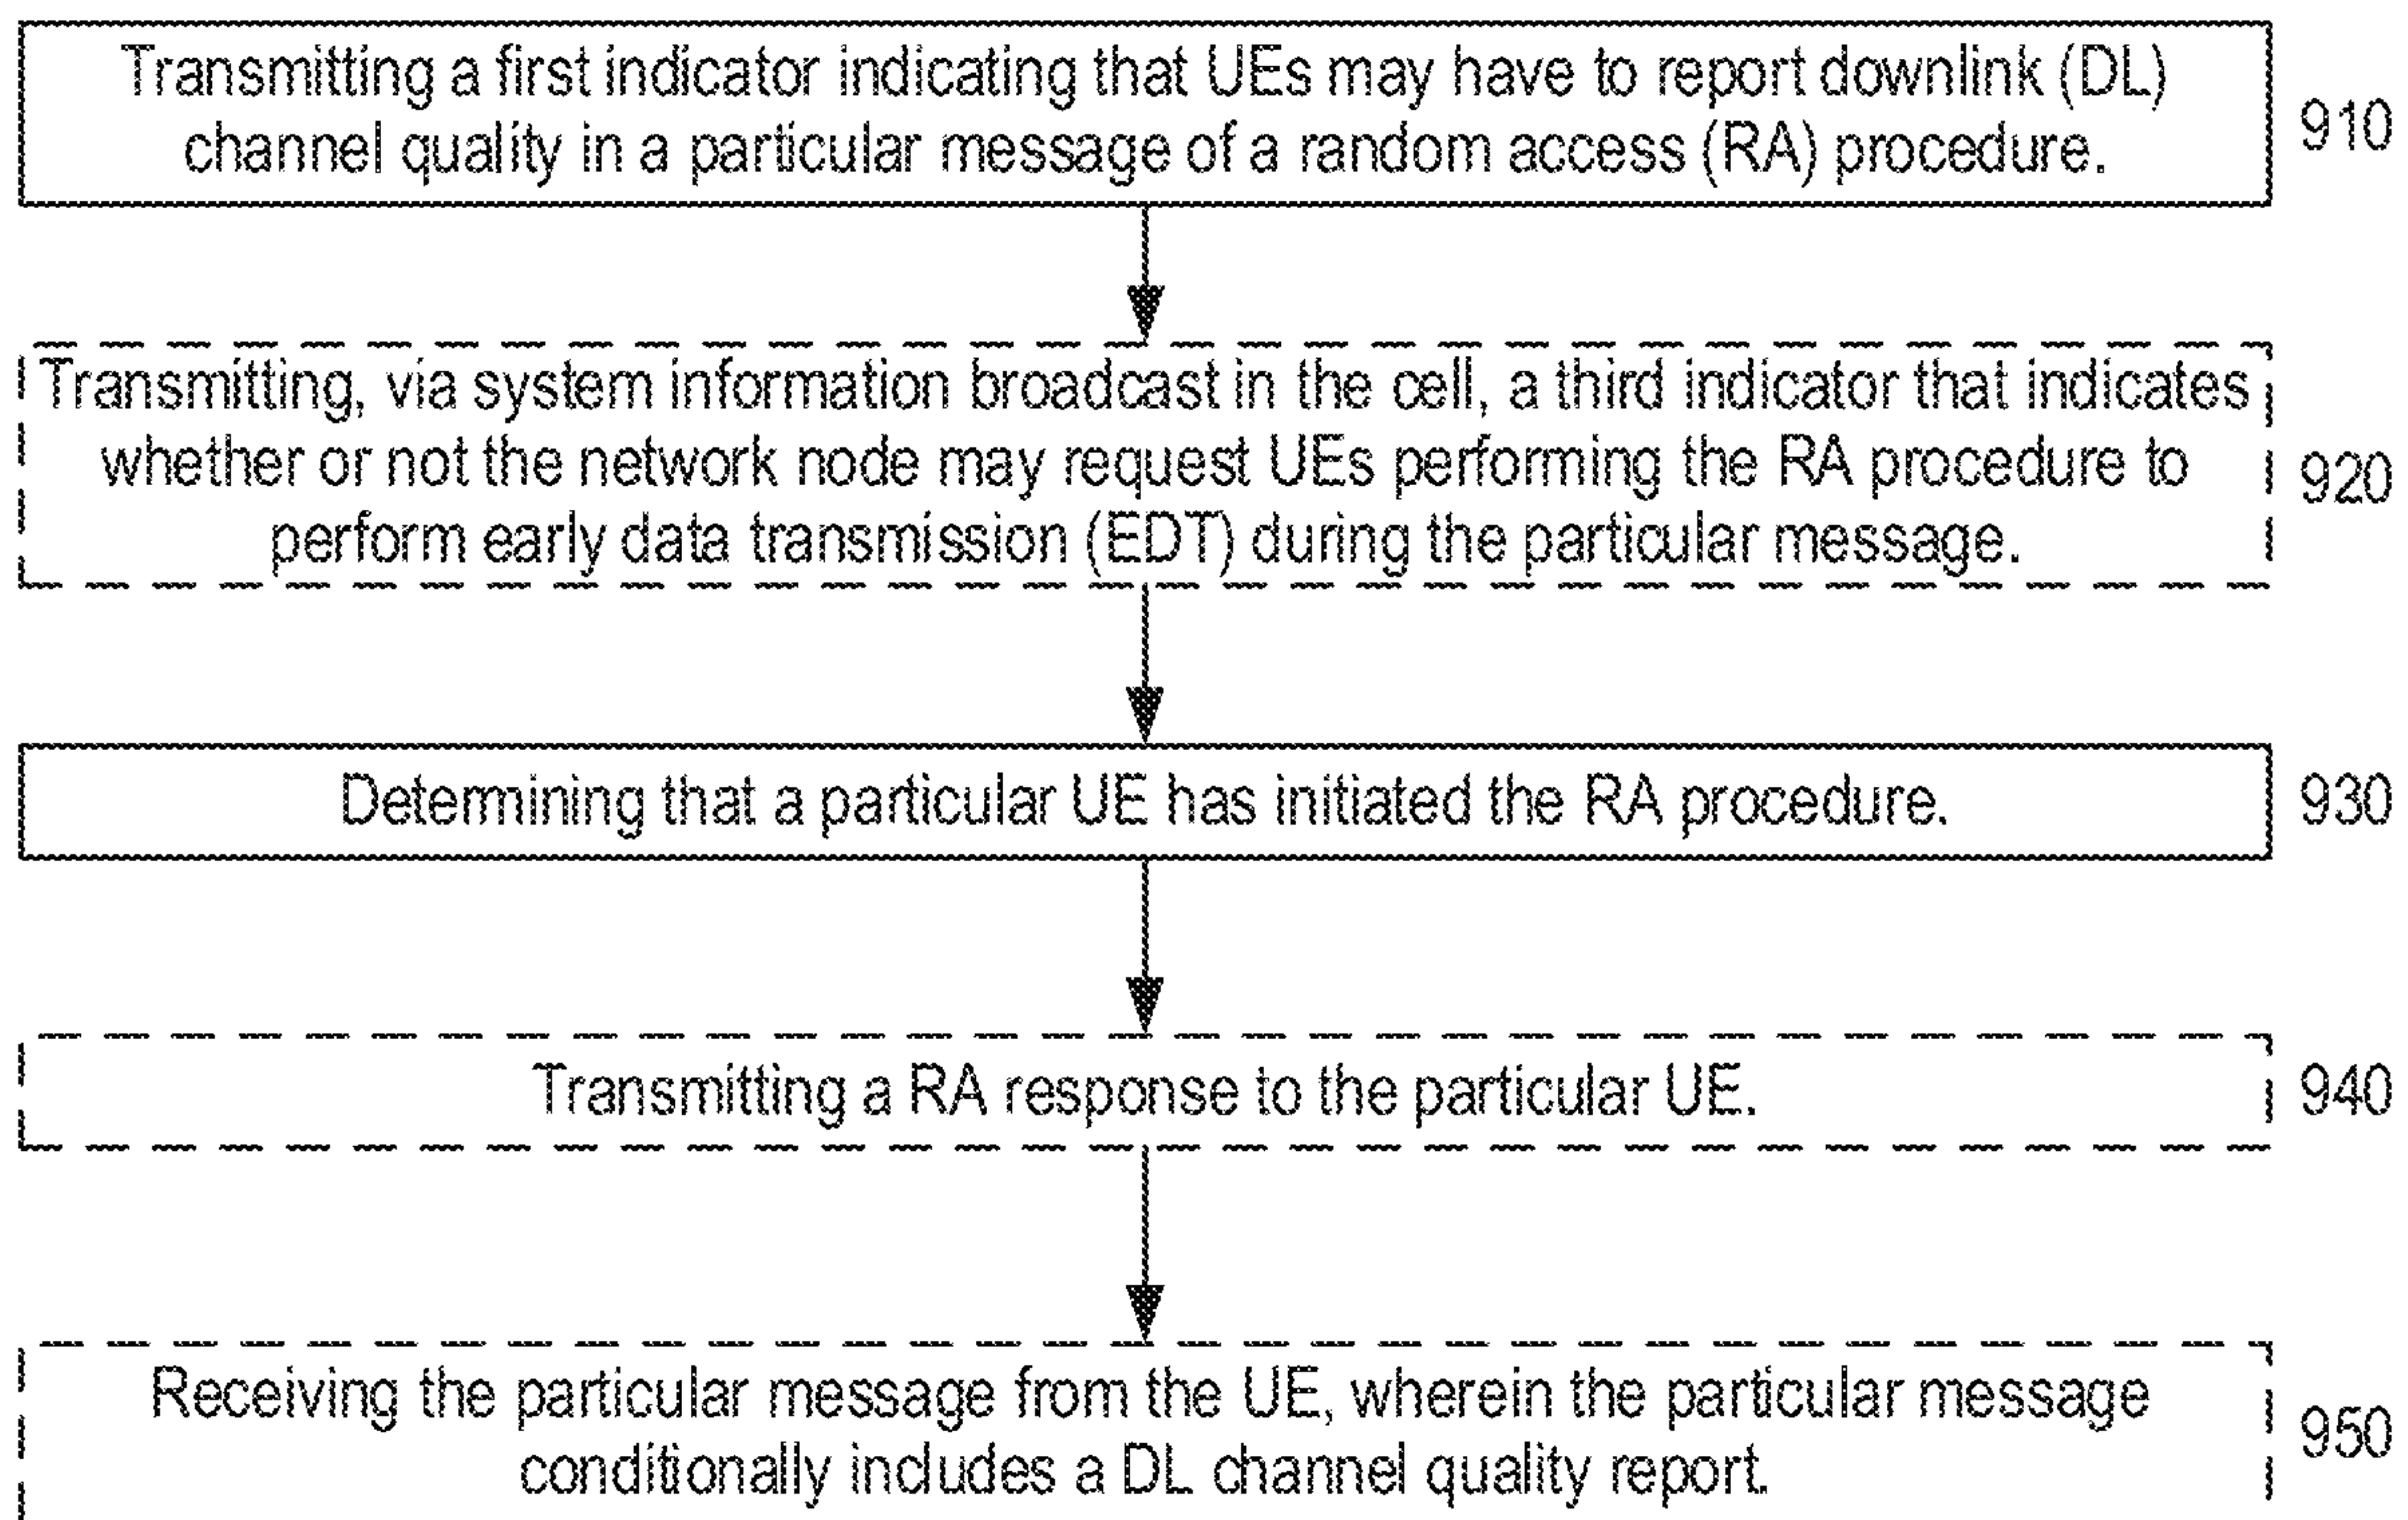 Transmitting a first indicator indicating that UEs may have to report downlink (DL)
channel quality in a particular message of a random access (RA) procedure.
910
Transmitting, via system information broadcast in the cell, a third indicator that indicates
whether or not the network node may request UEs performing the RA procedure to
perform early data transmission (EDT) during the particular message.
920
Determining that a particular UE has initiated the RA procedure.
930
Transmitting a RA response to the particular UE.
940
Receiving the particular message from the UE, wherein the particular message
conditionally includes a DL channel quality report.
950